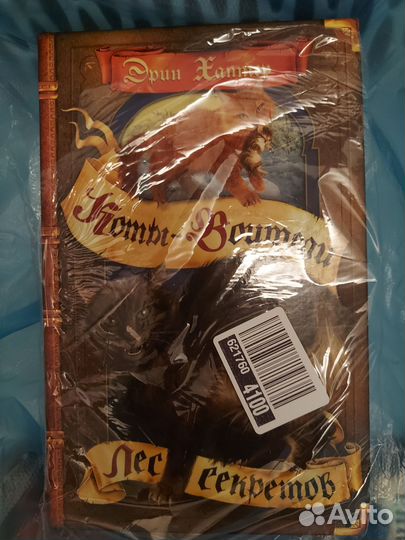 Эрин Хантер
Коты-Воители
621760 4100
Лес
секретов
Avito